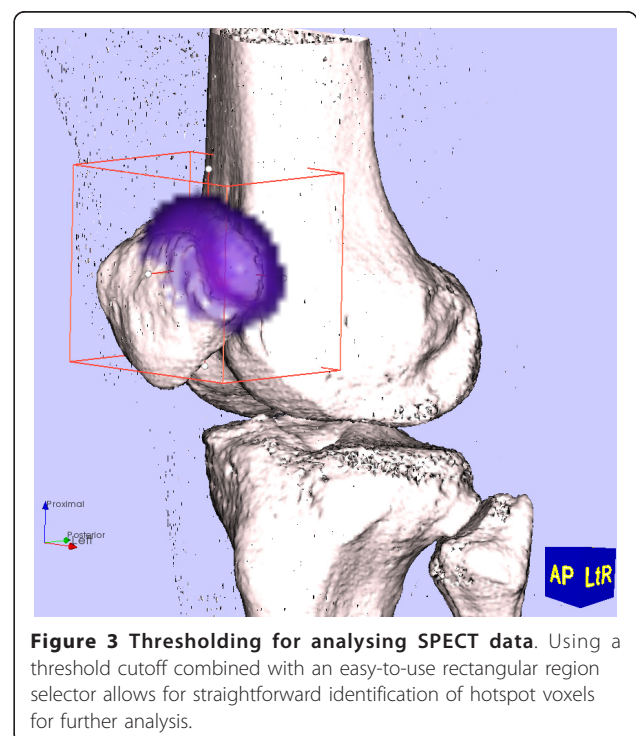 Proximal
Posterior
Left
AP LtR
Figure 3 Thresholding for analysing SPECT data. Using a
threshold cutoff combined with an easy-to-use rectangular region
selector allows for straightforward identification of hotspot voxels
for further analysis.